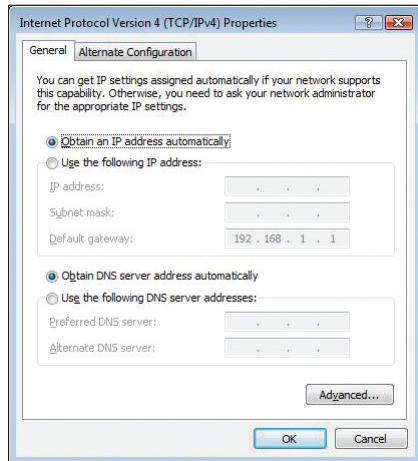 Internet Protocol Version 4 (TCP/IPv4) Properties
General Alternate Configuration
You can get IP settings assigned automatically if your network supports
this capability. Otherwise, you need to ask your network administrator
for the appropriate IP settings.
Obtain an IP address automatically
Use the following IP address:
IP address: . . .
Subnet mask: . . .
Default gateway: 192 . 168 . 1 . 1
Obtain DNS server address automatically
Use the following DNS server addresses:
Preferred DNS server: . . .
Alternate DNS server: . . .
Advanced...
OK Cancel